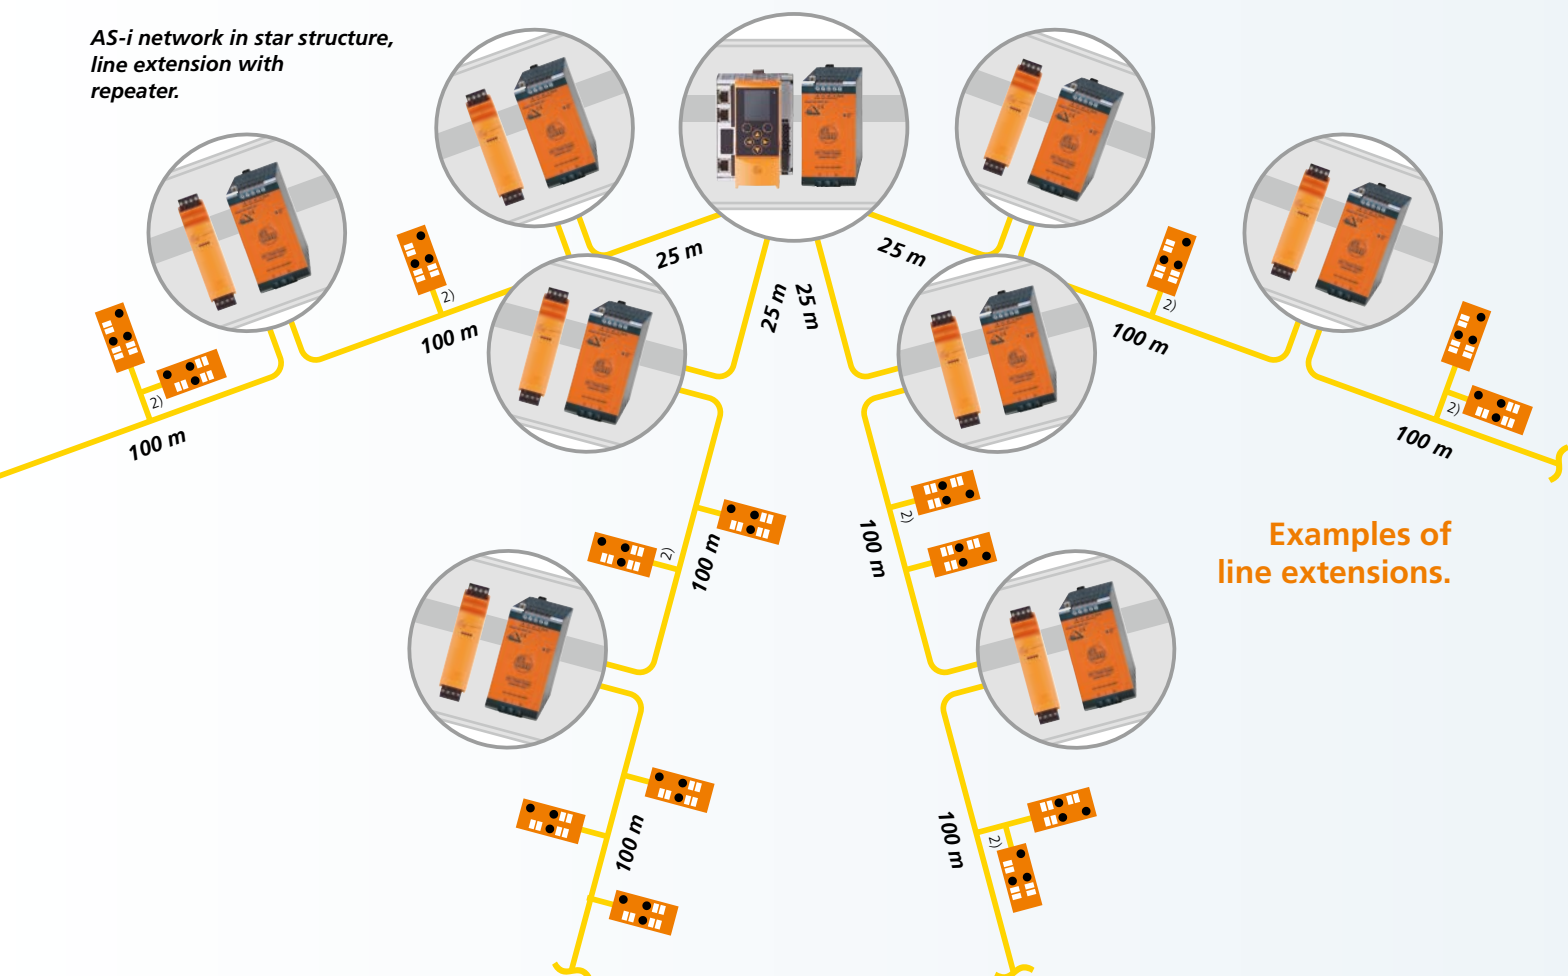 AS-i network in star structure,
line extension with
repeater.
25 m
25 m
25 m
25 m
2)
2)
100 m
100 m
2)
2)
100 m
100 m
2)
2)
100 m
100 m
Examples of
line extensions.
100 m
100 m
2)